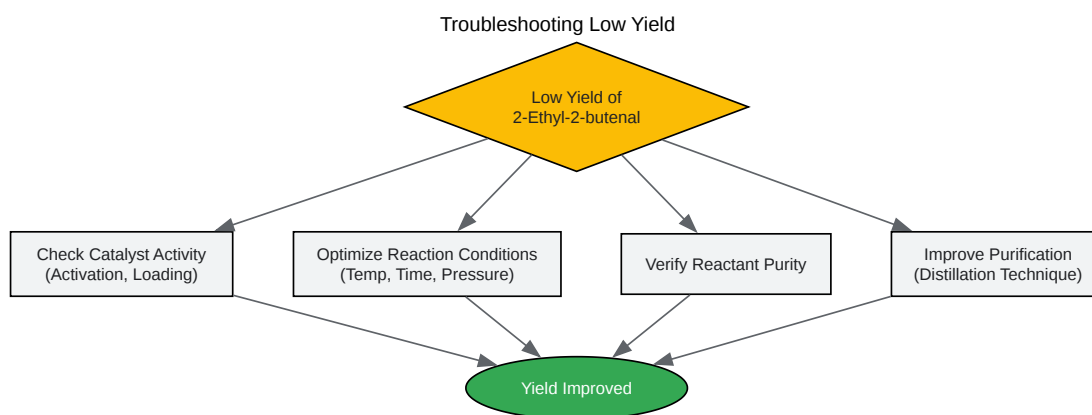 Troubleshooting Low Yield
Low Yield of
2-Ethyl-2-butenal
Check Catalyst Activity
(Activation, Loading)
Optimize Reaction Conditions
(Temp, Time, Pressure)
Verify Reactant Purity
Improve Purification
(Distillation Technique)
Yield Improved